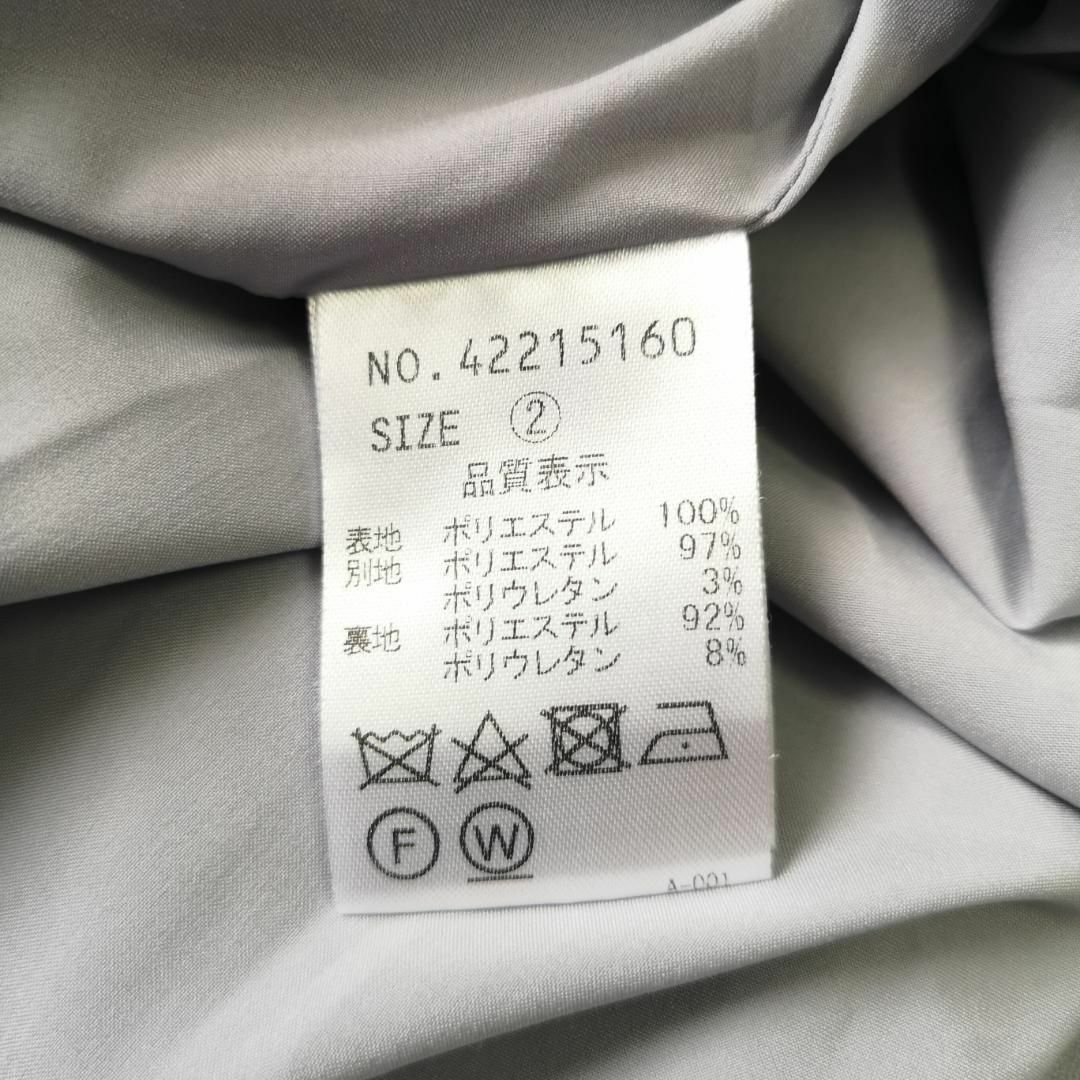 NO.42215160
SIZE ②
品質表示
表地 ポリエステル 100%
別地 ポリエステル 97%
ポリウレタン 3%
裏地 ポリエステル 92%
ポリウレタン 8%
F W
A-001